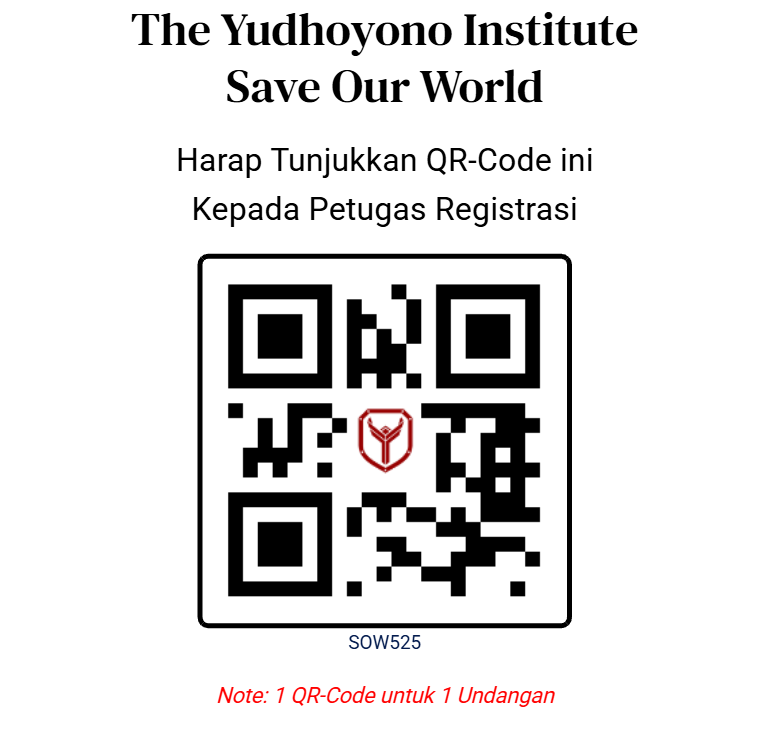 The Yudhoyono Institute
Save Our World
Harap Tunjukkan QR-Code ini
Kepada Petugas Registrasi
SOW525
Note: 1 QR-Code untuk 1 Undangan